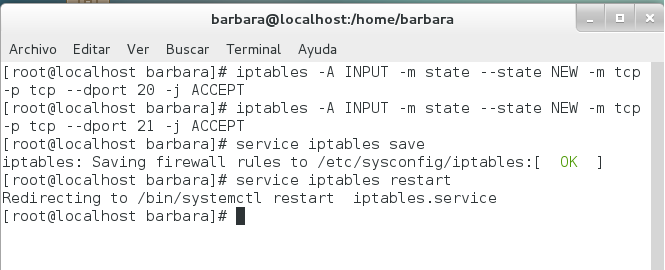 barbara@localhost:/home/barbara
Archivo Editar Ver Buscar Terminal Ayuda
[root@localhost barbara]# iptables -A INPUT -m state --state NEW -m tcp
-p tcp --dport 20 -j ACCEPT
[root@localhost barbara]# iptables -A INPUT -m state --state NEW -m tcp
-p tcp --dport 21 -j ACCEPT
[root@localhost barbara]# service iptables save
iptables: Saving firewall rules to /etc/sysconfig/iptables:[  OK  ]
[root@localhost barbara]# service iptables restart
Redirecting to /bin/systemctl restart  iptables.service
[root@localhost barbara]#